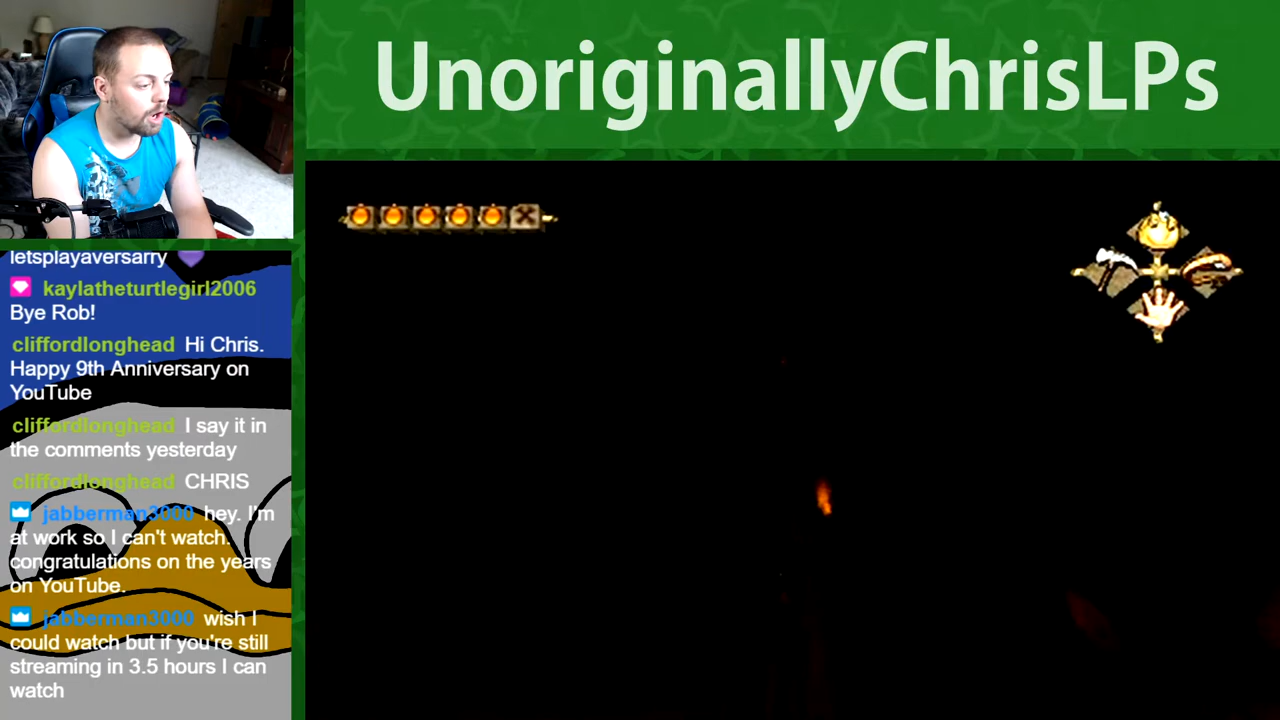 UnoriginallyChrisLPs
letsplayaversarry
kaylatheturtlegirl2006
Bye Rob!
cliffordlonghead Hi Chris.
Happy 9th Anniversary on
YouTube
cliffordlonghead I say it in
the comments yesterday
cliffordlonghead CHRIS
jabberman3000 hey. I'm
at work so I can't watch.
congratulations on the years
on YouTube.
jabberman3000 wish I
could watch but if you're still
streaming in 3.5 hours I can
watch